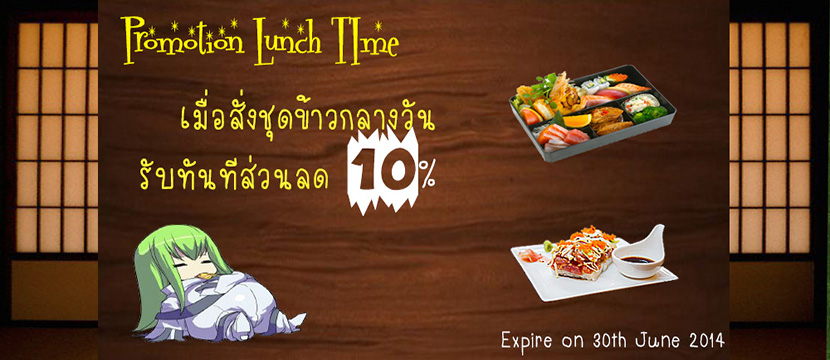 Promotion Lunch TIme
เมื่อสั่งชุดข้าวกลางวัน
รับทันทีส่วนลด 10%
Expire on 30th June 2014